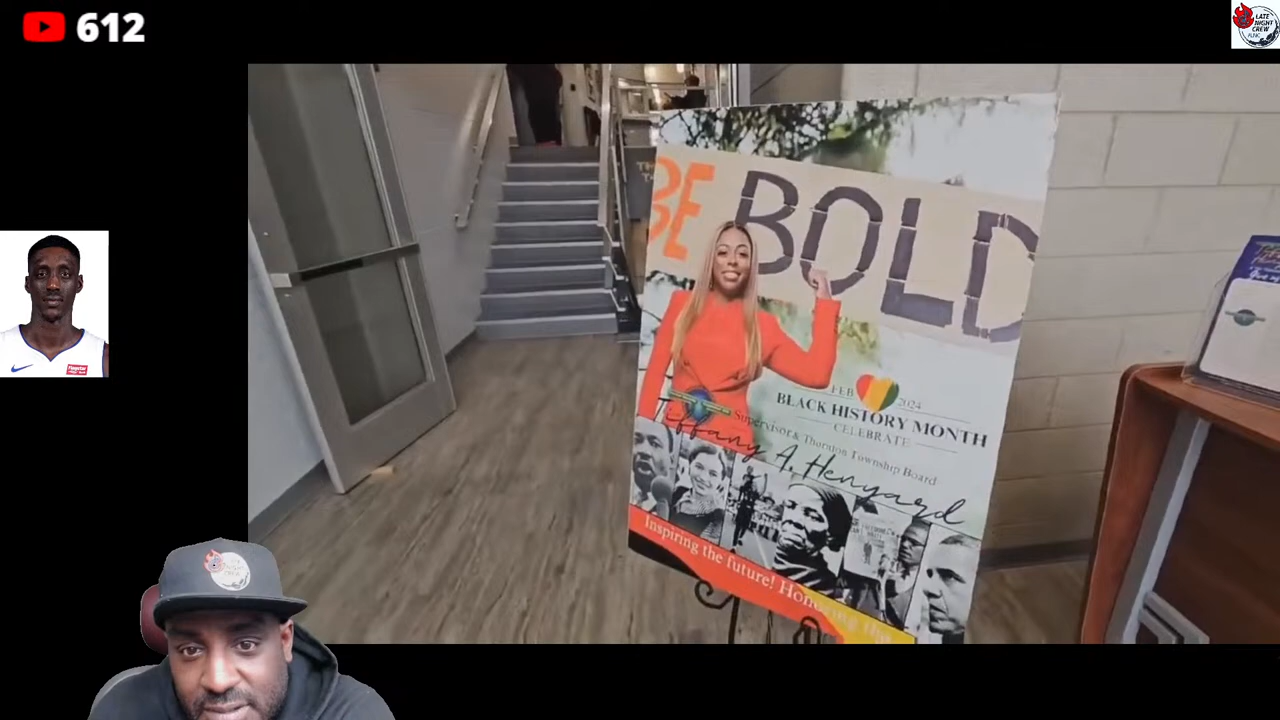 612
LATE
NIGHT
CREW
BE BOLD
FEB 2024
BLACK HISTORY MONTH
CELEBRATE
Supervisor & Thornton Township Board
Tiffany A. Henyard
Inspiring the future! Honoring the